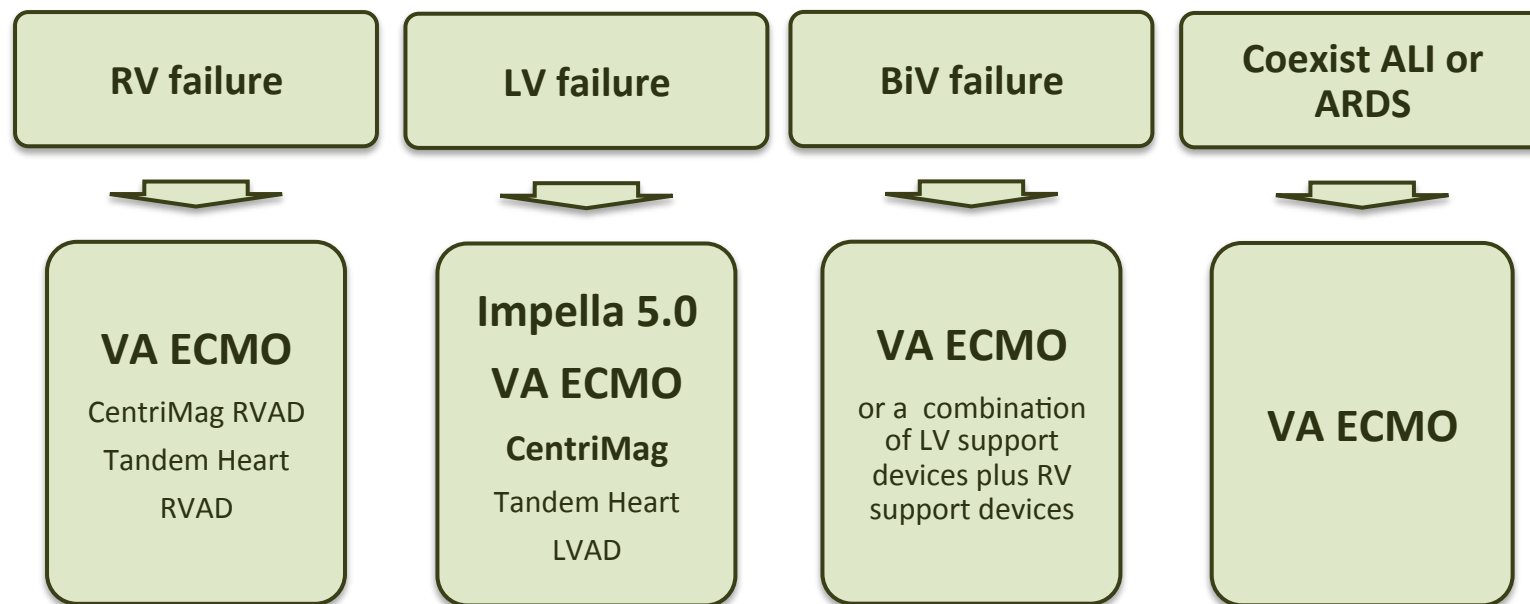 RV failure
LV failure
BiV failure
Coexist ALI or
ARDS
VA ECMO
CentriMag RVAD
Tandem Heart
RVAD
Impella 5.0
VA ECMO
CentriMag
Tandem Heart
LVAD
VA ECMO
or a combination
of LV support
devices plus RV
support devices
VA ECMO